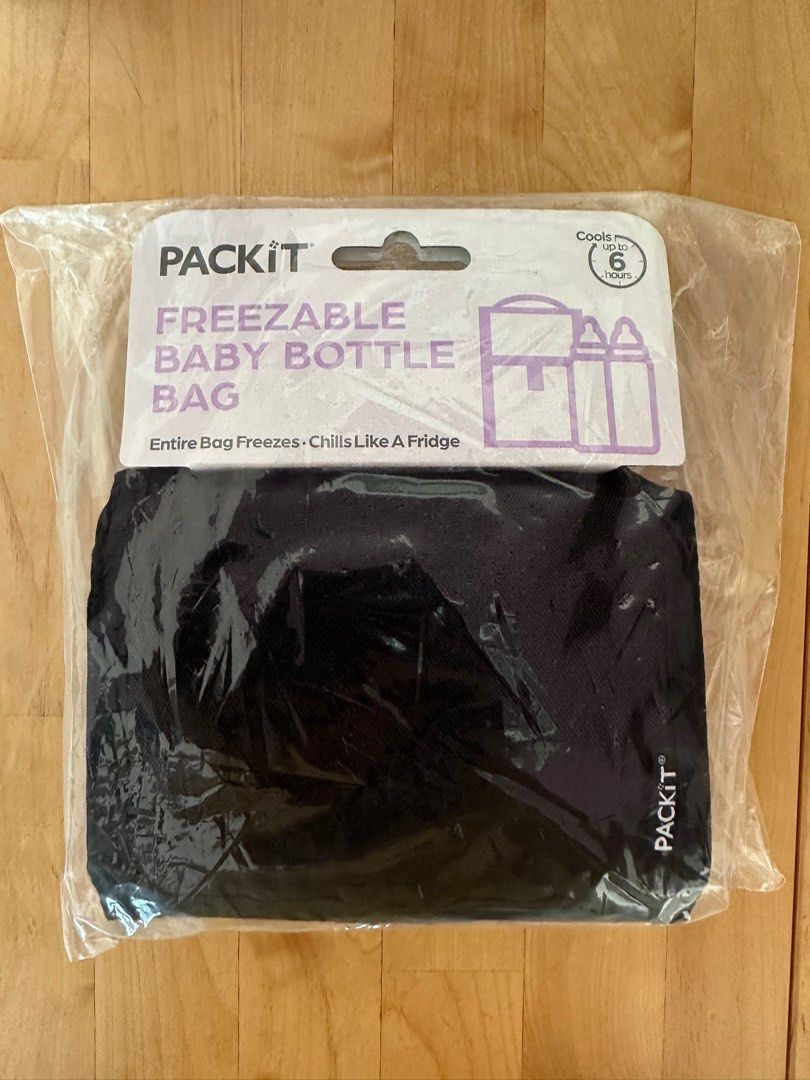 PACKiT®
Cools
up to
6
hours
FREEZABLE
BABY BOTTLE
BAG
Entire Bag Freezes · Chills Like A Fridge
PACKiT®